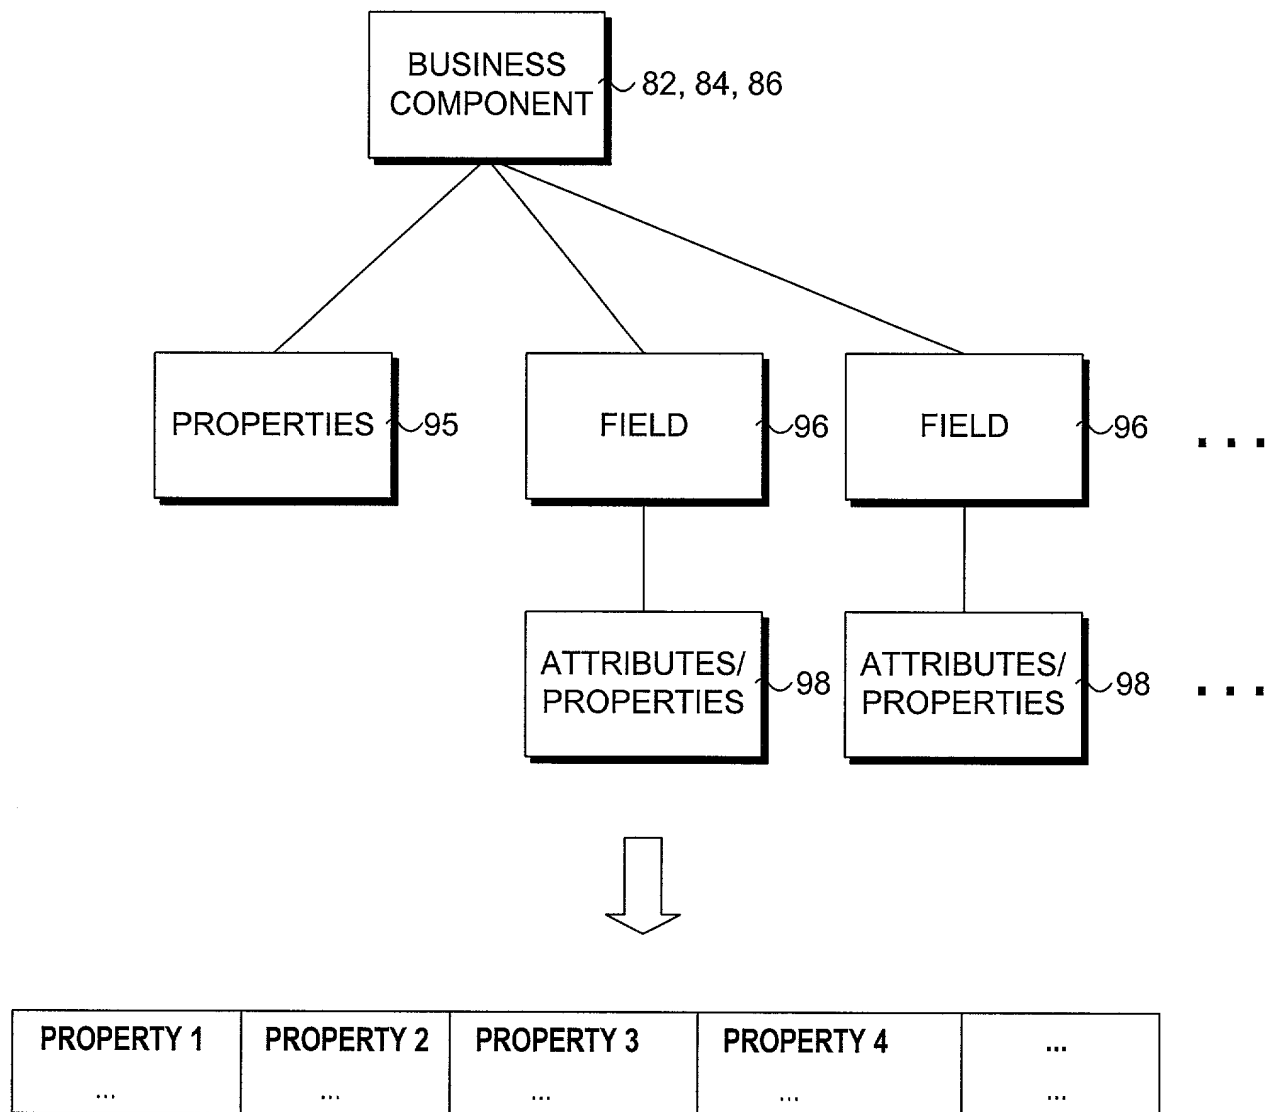 BUSINESS
COMPONENT
82, 84, 86
PROPERTIES 95
FIELD 96
FIELD 96
...
ATTRIBUTES/
PROPERTIES
98
ATTRIBUTES/
PROPERTIES
98
...
PROPERTY 1 PROPERTY 2 PROPERTY 3 PROPERTY 4 ...
... ... ... ... ...